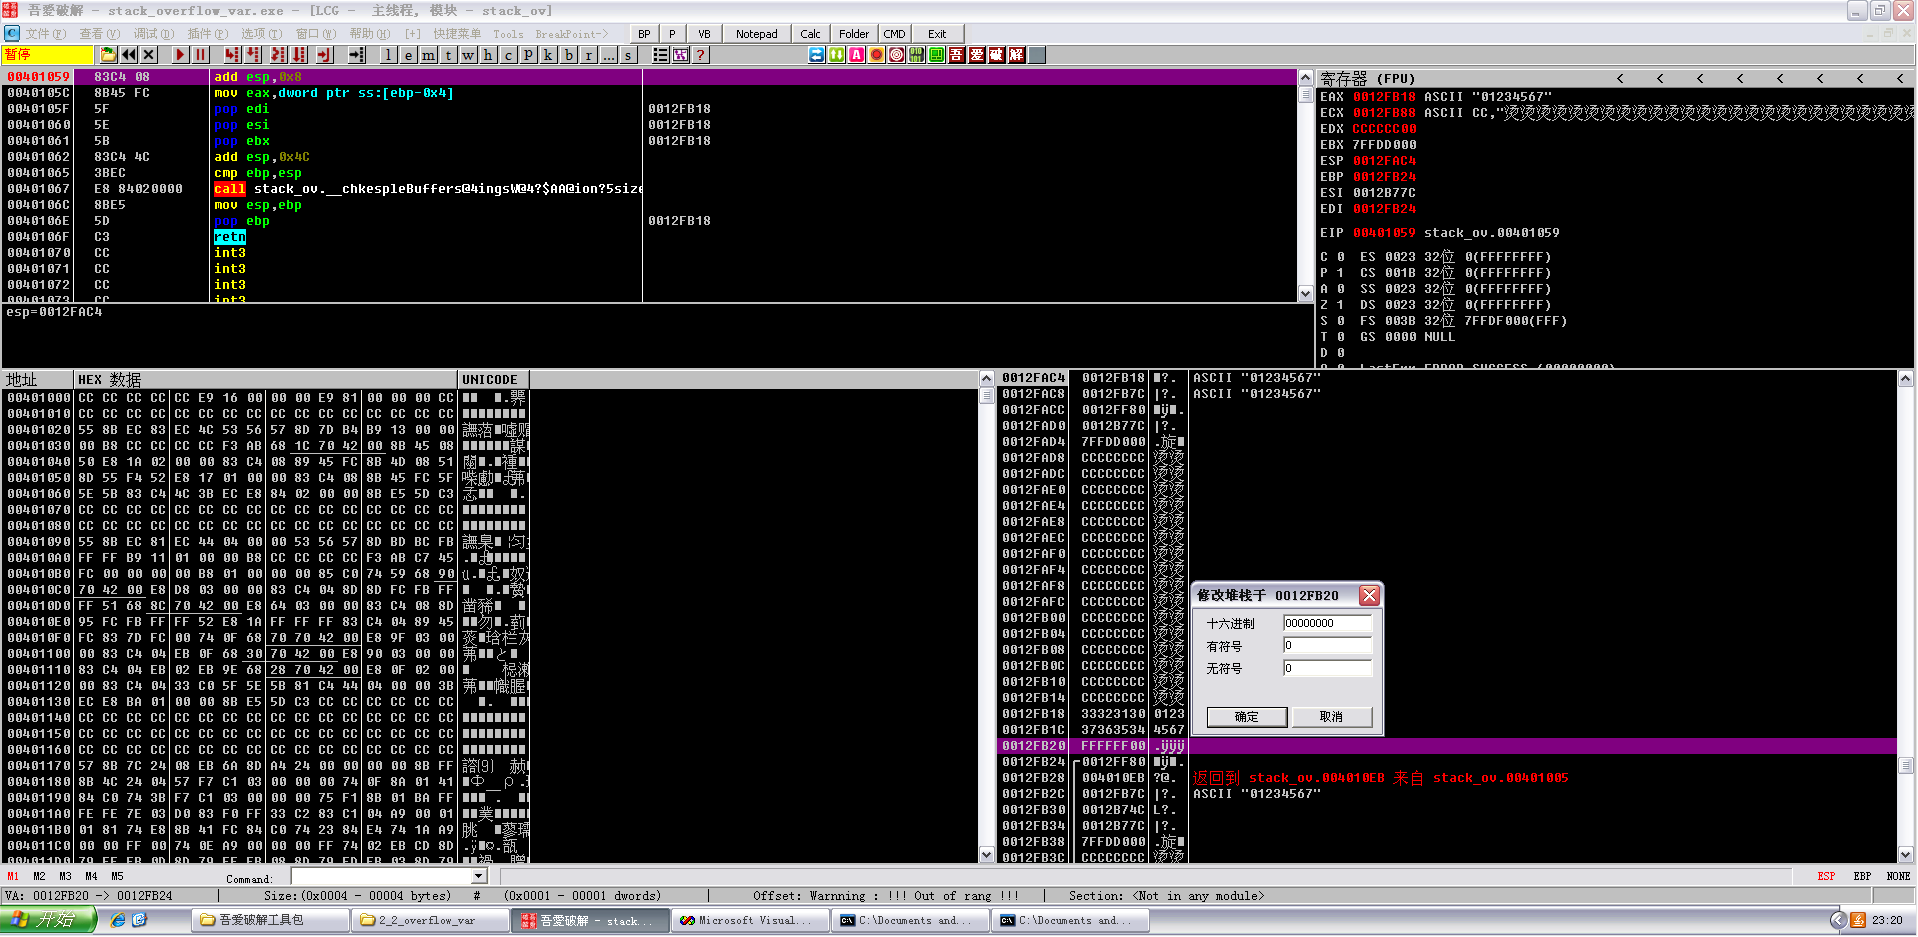 吾爱破解 - stack_overflow_var.exe - [LCG - 主线程, 模块 - stack_ov]
文件(F) 查看(V) 调试(D) 插件(P) 选项(T) 窗口(W) 帮助(H) [+] 快捷菜单 Tools BreakPoint->
BP P VB Notepad Calc Folder CMD Exit
暂停
l e m t w h c p k b r ... s
吾 爱 破 解
00401059 83C4 08 add esp,0x8
0040105C 8B45 FC mov eax,dword ptr ss:[ebp-0x4]
0040105F 5F pop edi 0012FB18
00401060 5E pop esi 0012FB18
00401061 5B pop ebx 0012FB18
00401062 83C4 4C add esp,0x4C
00401065 3BEC cmp ebp,esp
00401067 E8 84020000 call stack_ov.__chkespleBuffers@4ingsW@4?$AA@ion?5size
0040106C 8BE5 mov esp,ebp
0040106E 5D pop ebp 0012FB18
0040106F C3 retn
00401070 CC int3
00401071 CC int3
00401072 CC int3
00401073 CC int3
esp=0012FAC4
寄存器 (FPU) < < < < < < < <
EAX 0012FB18 ASCII "01234567"
ECX 0012FB88 ASCII CC,"烫烫烫烫烫烫烫烫烫烫烫烫烫烫烫烫烫烫烫烫
EDX CCCCCC00
EBX 7FFDD000
ESP 0012FAC4
EBP 0012FB24
ESI 0012B77C
EDI 0012FB24
EIP 00401059 stack_ov.00401059
C 0 ES 0023 32位 0(FFFFFFFF)
P 1 CS 001B 32位 0(FFFFFFFF)
A 0 SS 0023 32位 0(FFFFFFFF)
Z 1 DS 0023 32位 0(FFFFFFFF)
S 0 FS 003B 32位 7FFDF000(FFF)
T 0 GS 0000 NULL
D 0
地址 HEX 数据 UNICODE
00401000 CC CC CC CC CC E9 16 00 00 00 E9 81 00 00 00 CC
00401010 CC CC CC CC CC CC CC CC CC CC CC CC CC CC CC CC
00401020 55 8B EC 83 EC 4C 53 56 57 8D 7D B4 B9 13 00 00
00401030 00 B8 CC CC CC CC F3 AB 68 1C 70 42 00 8B 45 08
00401040 50 E8 1A 02 00 00 83 C4 08 89 45 FC 8B 4D 08 51
00401050 8D 55 F4 52 E8 17 01 00 00 83 C4 08 8B 45 FC 5F
00401060 5E 5B 83 C4 4C 3B EC E8 84 02 00 00 8B E5 5D C3
00401070 CC CC CC CC CC CC CC CC CC CC CC CC CC CC CC CC
00401080 CC CC CC CC CC CC CC CC CC CC CC CC CC CC CC CC
00401090 55 8B EC 81 EC 44 04 00 00 53 56 57 8D BD BC FB
004010A0 FF FF B9 11 01 00 00 B8 CC CC CC CC F3 AB C7 45
004010B0 FC 00 00 00 00 B8 01 00 00 00 85 C0 74 59 68 90
004010C0 70 42 00 E8 D8 03 00 00 83 C4 04 8D 8D FC FB FF
004010D0 FF 51 68 8C 70 42 00 E8 64 03 00 00 83 C4 08 8D
004010E0 95 FC FB FF FF 52 E8 1A FF FF FF 83 C4 04 89 45
004010F0 FC 83 7D FC 00 74 0F 68 70 70 42 00 E8 9F 03 00
00401100 00 83 C4 04 EB 0F 68 30 70 42 00 E8 90 03 00 00
00401110 83 C4 04 EB 02 EB 9E 68 28 70 42 00 E8 0F 02 00
00401120 00 83 C4 04 33 C0 5F 5E 5B 81 C4 44 04 00 00 3B
00401130 EC E8 BA 01 00 00 8B E5 5D C3 CC CC CC CC CC CC
00401140 CC CC CC CC CC CC CC CC CC CC CC CC CC CC CC CC
00401150 CC CC CC CC CC CC CC CC CC CC CC CC CC CC CC CC
00401160 CC CC CC CC CC CC CC CC CC CC CC CC CC CC CC CC
00401170 57 8B 7C 24 08 EB 6A 8D A4 24 00 00 00 00 8B FF
00401180 8B 4C 24 04 57 F7 C1 03 00 00 00 74 0F 8A 01 41
00401190 84 C0 74 3B F7 C1 03 00 00 00 75 F1 8B 01 BA FF
004011A0 FE FE 7E 03 D0 83 F0 FF 33 C2 83 C1 04 A9 00 01
004011B0 01 81 74 E8 8B 41 FC 84 C0 74 23 84 E4 74 1A A9
004011C0 00 00 FF 00 74 0E A9 00 00 00 FF 74 02 EB CD 8D
0012FAC4 0012FB18 ASCII "01234567"
0012FAC8 0012FB7C |?. ASCII "01234567"
0012FACC 0012FF80
0012FAD0 0012B77C |?.
0012FAD4 7FFDD000
0012FAD8 CCCCCCCC 烫烫
0012FADC CCCCCCCC 烫烫
0012FAE0 CCCCCCCC 烫烫
0012FAE4 CCCCCCCC 烫烫
0012FAE8 CCCCCCCC 烫烫
0012FAEC CCCCCCCC 烫烫
0012FAF0 CCCCCCCC 烫烫
0012FAF4 CCCCCCCC 烫烫
0012FAF8 CCCCCCCC 烫烫
0012FAFC CCCCCCCC 烫烫
0012FB00 CCCCCCCC 烫烫
0012FB04 CCCCCCCC 烫烫
0012FB08 CCCCCCCC 烫烫
0012FB0C CCCCCCCC 烫烫
0012FB10 CCCCCCCC 烫烫
0012FB14 CCCCCCCC 烫烫
0012FB18 33323130 0123
0012FB1C 37363534 4567
0012FB20 FFFFFF00 .ÿÿÿ
0012FB24 0012FF80
0012FB28 004010EB ?@. 返回到 stack_ov.004010EB 来自 stack_ov.00401005
0012FB2C 0012FB7C |?. ASCII "01234567"
0012FB30 0012B74C L?.
0012FB34 0012B77C |?.
0012FB38 7FFDD000
0012FB3C CCCCCCCC 烫烫
修改堆栈于 0012FB20
十六进制 00000000
有符号 0
无符号 0
确定 取消
M1 M2 M3 M4 M5 Command: ESP EBP NONE
VA: 0012FB20 -> 0012FB24 Size:(0x0004 - 00004 bytes) # (0x0001 - 00001 dwords) Offset: Warnning : !!! Out of rang !!! Section: <Not in any module>
开始 吾爱破解工具包 2_2_overflow_var 吾爱破解 - stack... Microsoft Visual... C:\Documents and... C:\Documents and... 23:20